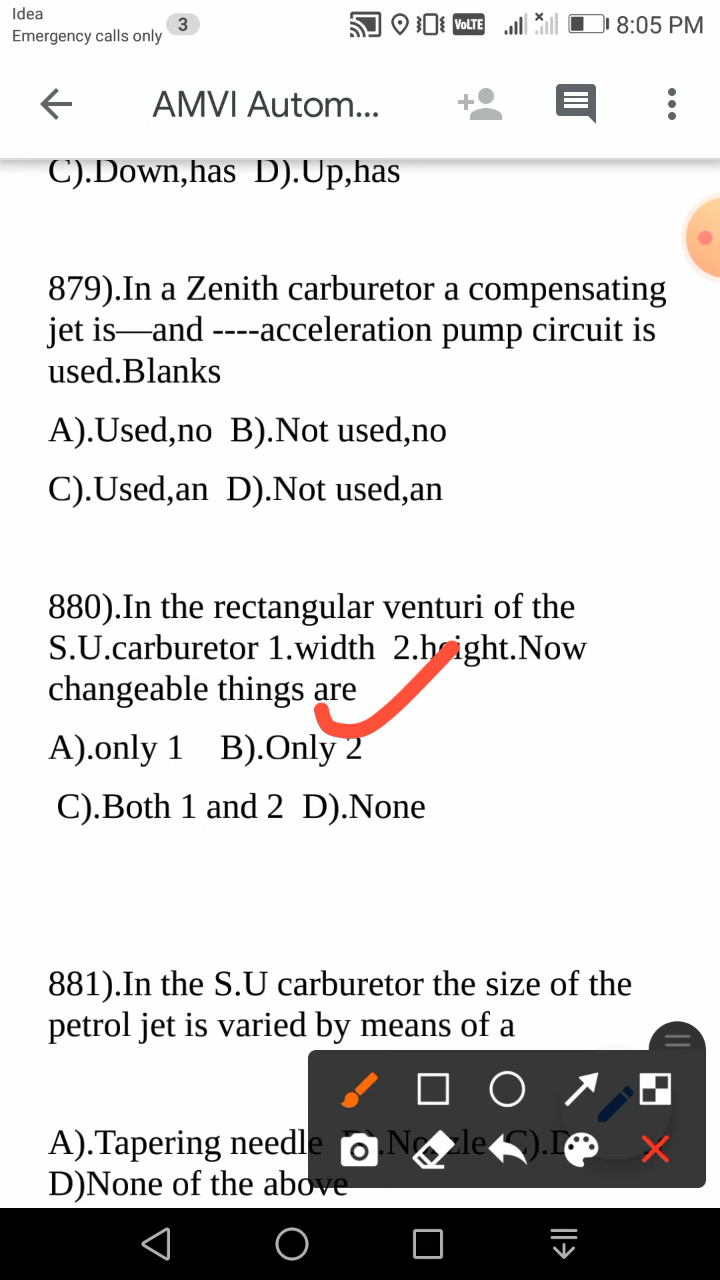 Idea
Emergency calls only 3
VoLTE 8:05 PM
AMVI Autom...
C).Down,has D).Up,has
879).In a Zenith carburetor a compensating
jet is—and ----acceleration pump circuit is
used.Blanks
A).Used,no B).Not used,no
C).Used,an D).Not used,an
880).In the rectangular venturi of the
S.U.carburetor 1.width 2.height.Now
changeable things are
A).only 1 B).Only 2
C).Both 1 and 2 D).None
881).In the S.U carburetor the size of the
petrol jet is varied by means of a
A).Tapering needle B).Nozzle C).
D)None of the above